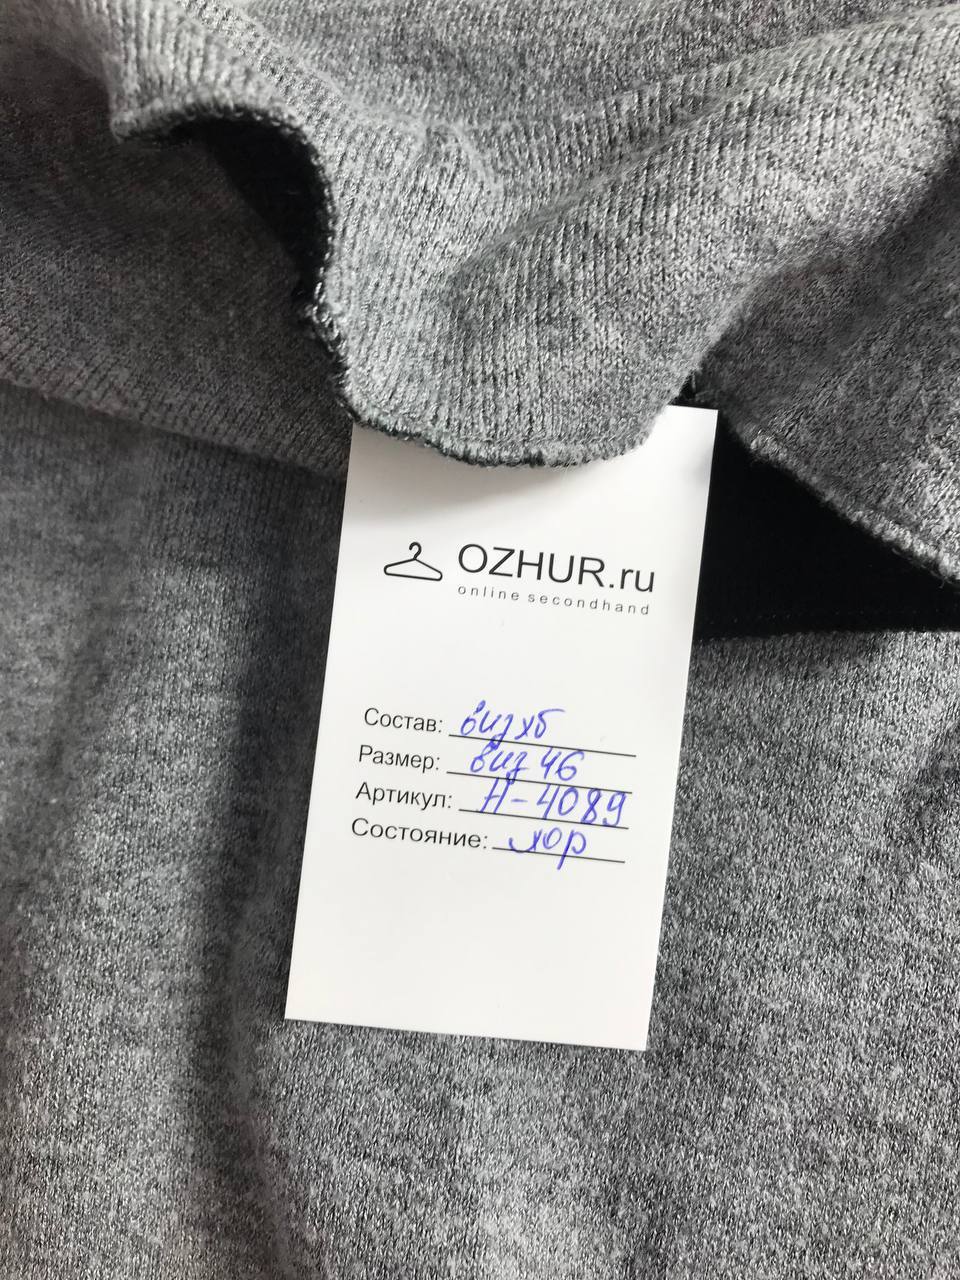 OZHUR.ru
online secondhand
Состав: виз хб
Размер: виз 46
Артикул: Н-4089
Состояние: хор